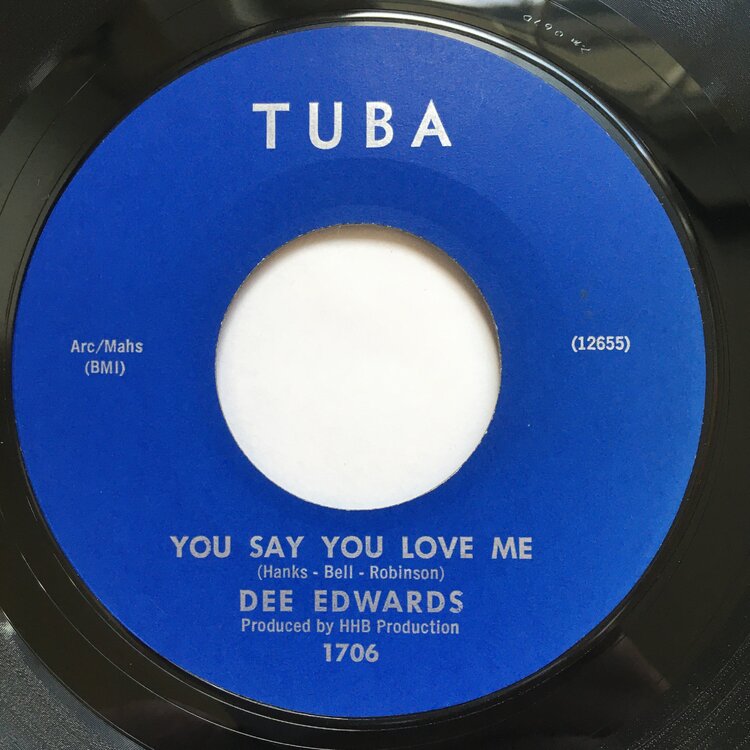 TUBA
Arc/Mahs
(BMI)
(12655)
YOU SAY YOU LOVE ME
(Hanks - Bell - Robinson)
DEE EDWARDS
Produced by HHB Production
1706